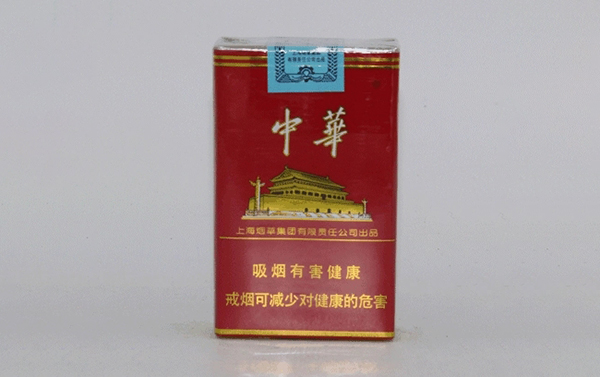 中華
上海烟草集团有限责任公司出品
吸烟有害健康
戒烟可减少对健康的危害